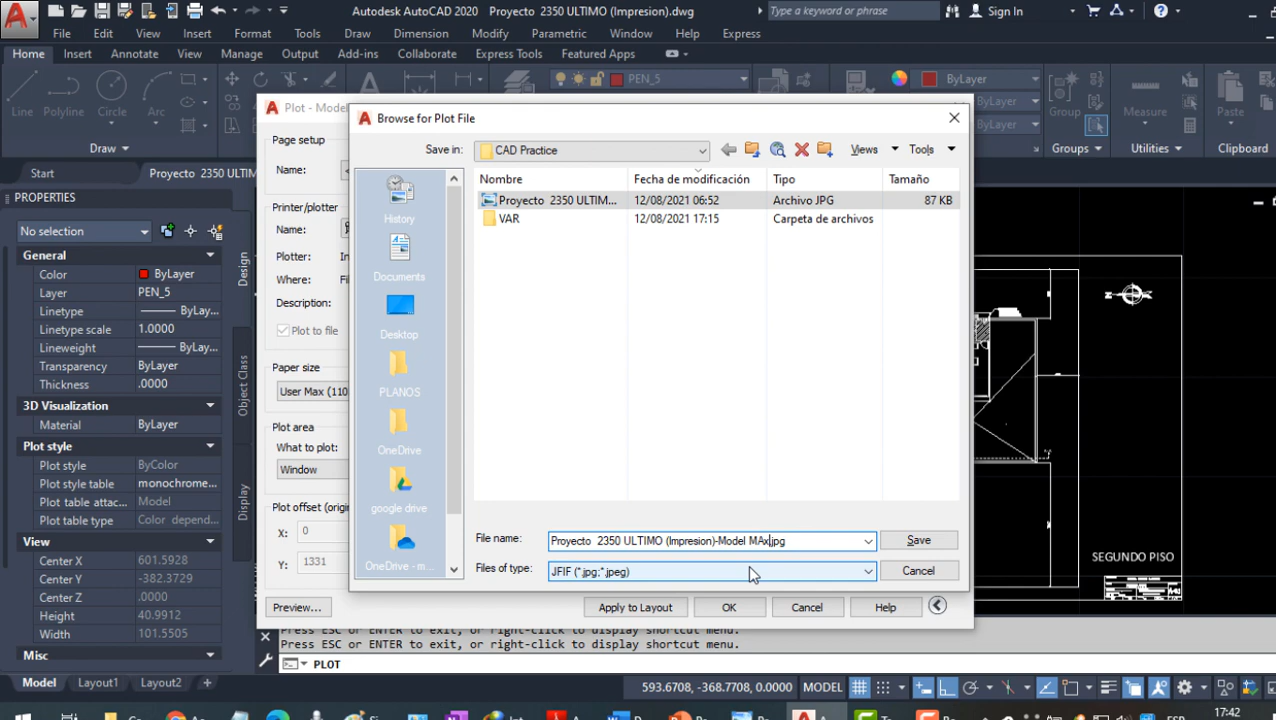 Autodesk AutoCAD 2020 Proyecto 2350 ULTIMO (Impresion).dwg
Type a keyword or phrase
Sign In
File Edit View Insert Format Tools Draw Dimension Modify Parametric Window Help Express
Home Insert Annotate View Manage Output Add-ins Collaborate Express Tools Featured Apps
Line Polyline Circle Arc
PEN_5
ByLayer
Group
Measure
Paste
Draw
Groups
Utilities
Clipboard
Start
Proyecto 2350 ULTIM
PROPERTIES
No selection
General
Color ByLayer
Layer PEN_5
Linetype ByLay...
Linetype scale 1.0000
Lineweight ByLay...
Transparency ByLayer
Thickness .0000
3D Visualization
Material ByLayer
Plot style
Plot style ByColor
Plot style table monochrome...
Plot table attac... Model
Plot table type Color depend...
View
Center X 601.5928
Center Y -382.3729
Center Z .0000
Height 40.9912
Width 101.5505
Misc
Design
Object Class
Display
Plot - Model
Page setup
Name:
Printer/plotter
Name:
Plotter:
Where:
Description:
Plot to file
Paper size
User Max (110
Plot area
What to plot:
Window
Plot offset (origi
X: 0
Y: 1331
Preview...
Apply to Layout
OK
Cancel
Help
Browse for Plot File
Save in: CAD Practice
Views
Tools
History
Documents
Desktop
PLANOS
OneDrive
google drive
OneDrive - m...
Nombre Fecha de modificación Tipo Tamaño
Proyecto 2350 ULTIM... 12/08/2021 06:52 Archivo JPG 87 KB
VAR 12/08/2021 17:15 Carpeta de archivos
File name: Proyecto 2350 ULTIMO (Impresion)-Model MAx.jpg
Save
Files of type: JFIF (*.jpg;*.jpeg)
Cancel
SEGUNDO PISO
Press ESC or ENTER to exit, or right-click to display shortcut menu.
Press ESC or ENTER to exit, or right-click to display shortcut menu.
PLOT
Model Layout1 Layout2
593.6708, -368.7708, 0.0000 MODEL
17:42